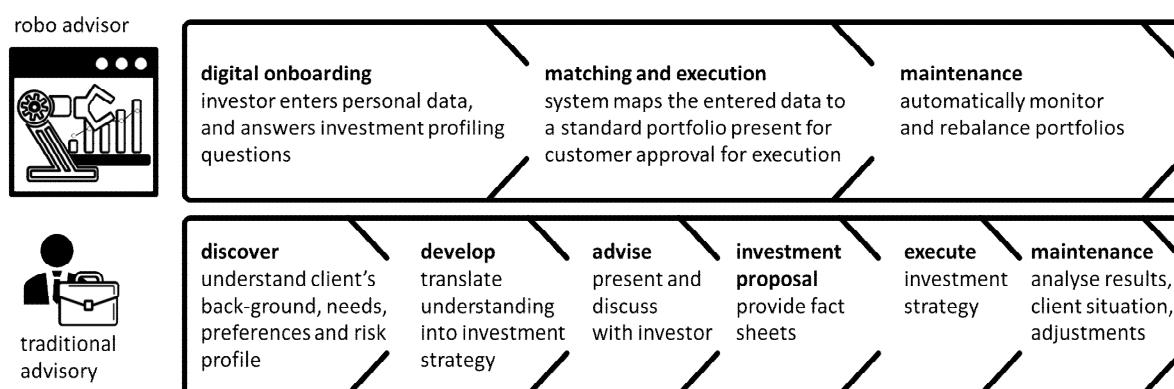 robo advisor
digital onboarding
investor enters personal data,
and answers investment profiling
questions
matching and execution
system maps the entered data to
a standard portfolio present for
customer approval for execution
maintenance
automatically monitor
and rebalance portfolios
traditional
advisory
discover
understand client's
back-ground, needs,
preferences and risk
profile
develop
translate
understanding
into investment
strategy
advise
present and
discuss
with investor
investment
proposal
provide fact
sheets
execute
investment
strategy
maintenance
analyse results,
client situation,
adjustments